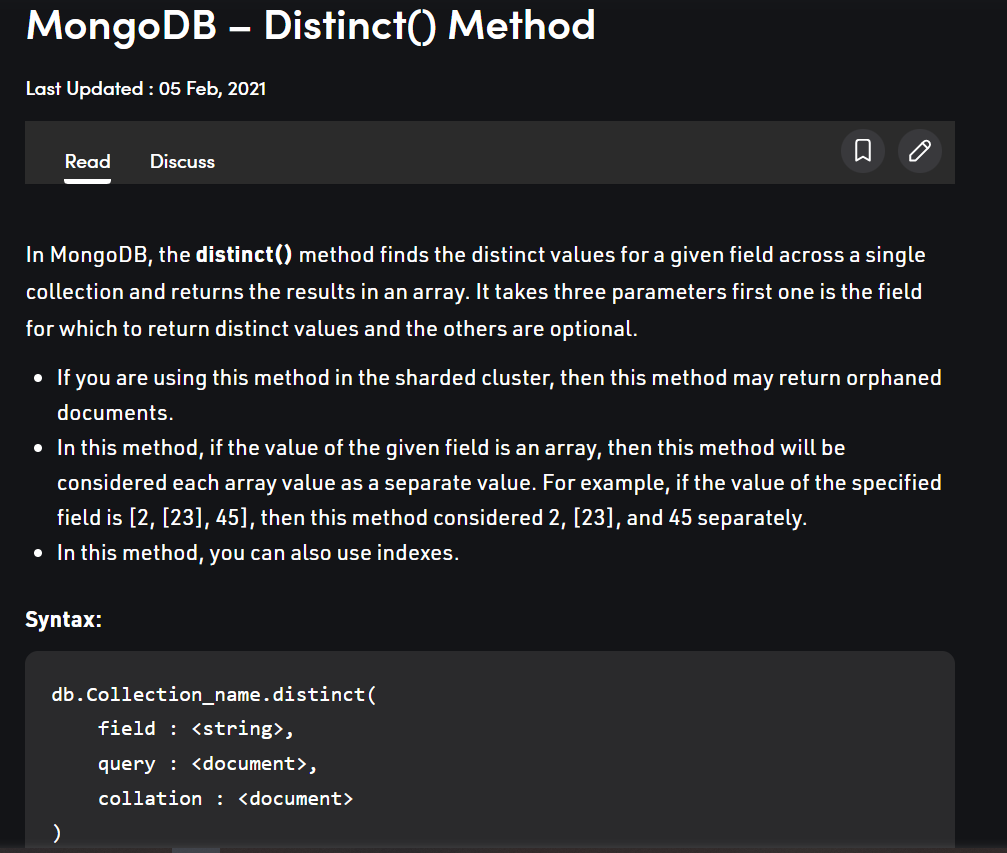 MongoDB – Distinct() Method
Last Updated : 05 Feb, 2021
Read Discuss
In MongoDB, the distinct() method finds the distinct values for a given field across a single
collection and returns the results in an array. It takes three parameters first one is the field
for which to return distinct values and the others are optional.
• If you are using this method in the sharded cluster, then this method may return orphaned
documents.
• In this method, if the value of the given field is an array, then this method will be
considered each array value as a separate value. For example, if the value of the specified
field is [2, [23], 45], then this method considered 2, [23], and 45 separately.
• In this method, you can also use indexes.
Syntax:
db.Collection_name.distinct(
field : <string>,
query : <document>,
collation : <document>
)